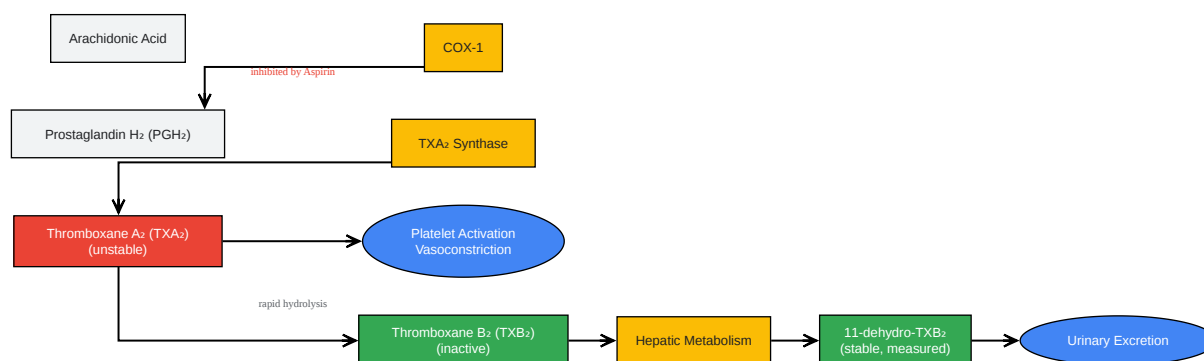 Arachidonic Acid
COX-1
inhibited by Aspirin
Prostaglandin H₂ (PGH₂)
TXA₂ Synthase
Thromboxane A₂ (TXA₂)
(unstable)
Platelet Activation
Vasoconstriction
rapid hydrolysis
Thromboxane B₂ (TXB₂)
(inactive)
Hepatic Metabolism
11-dehydro-TXB₂
(stable, measured)
Urinary Excretion